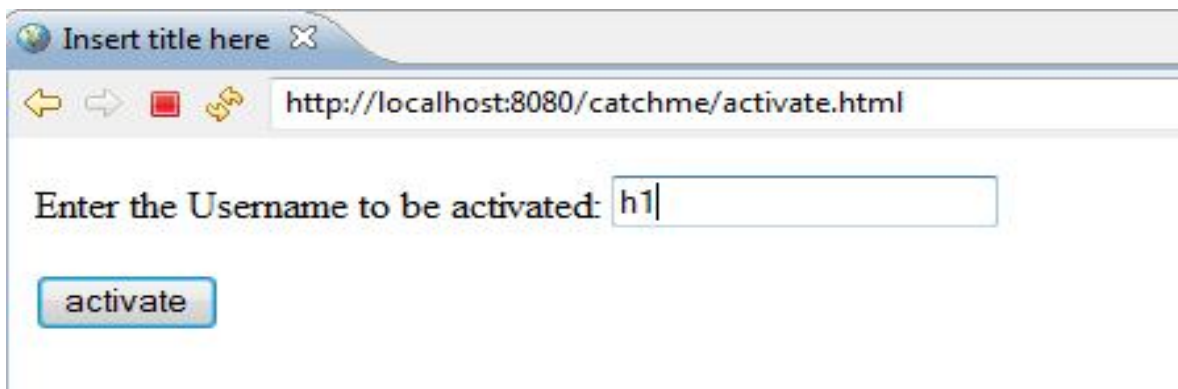 Insert title here
http://localhost:8080/catchme/activate.html
Enter the Username to be activated: h1
activate